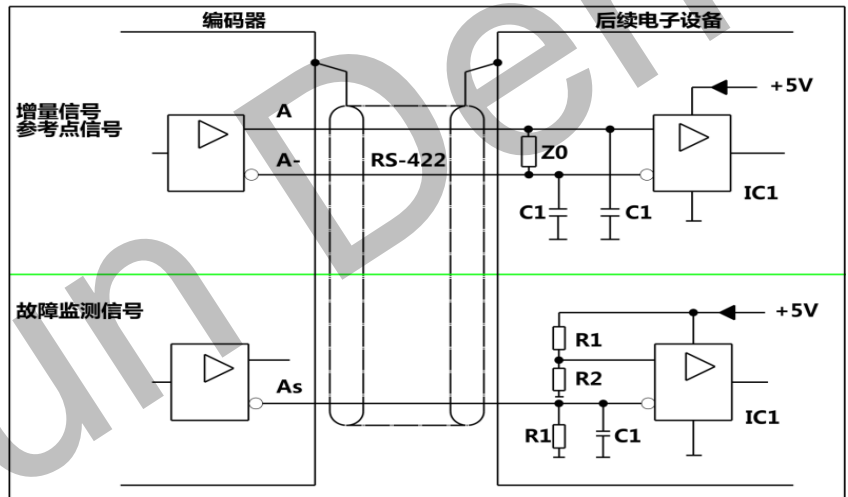 编码器
后续电子设备
+5V
增量信号
参考点信号
A
A-
RS-422
Z0
C1
C1
IC1
故障监测信号
+5V
R1
R2
As
R1
C1
IC1
un Den